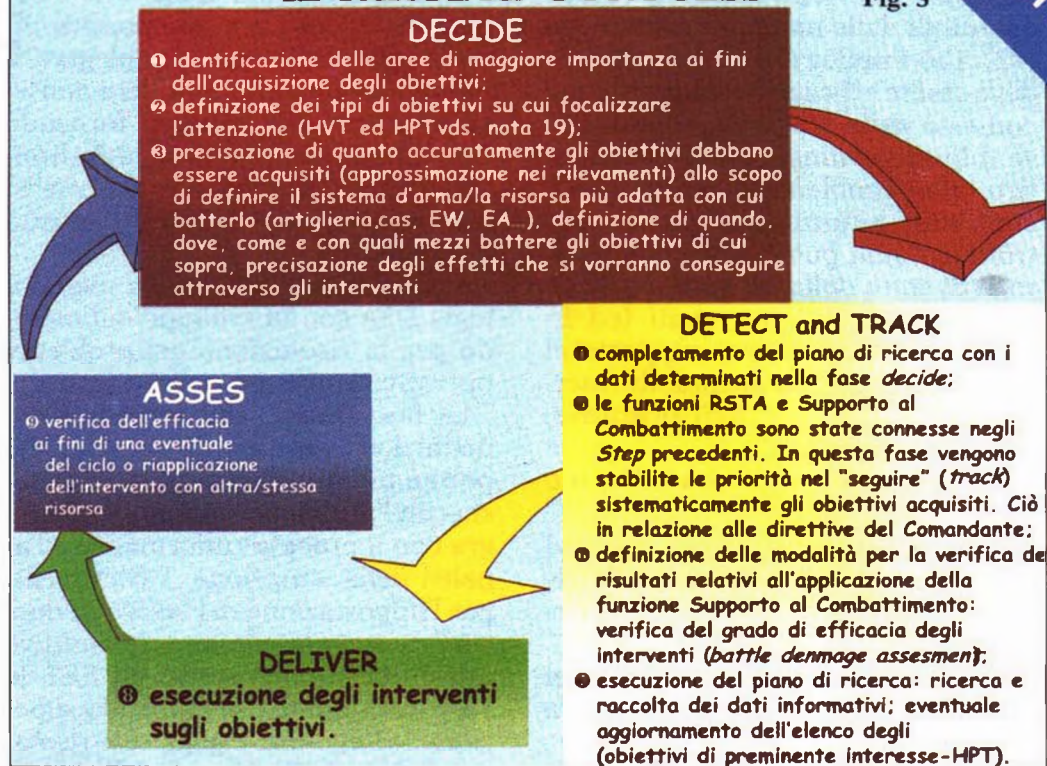 Fig. 3
DECIDE
❶ identificazione delle aree di maggiore importanza ai fini
dell'acquisizione degli obiettivi;
❷ definizione dei tipi di obiettivi su cui focalizzare
l'attenzione (HVT ed HPTvds. nota 19);
❸ precisazione di quanto accuratamente gli obiettivi debbano
essere acquisiti (approssimazione nei rilevamenti) allo scopo
di definire il sistema d'arma/la risorsa più adatta con cui
batterlo (artiglieria,cas, EW, EA...), definizione di quando,
dove, come e con quali mezzi battere gli obiettivi di cui
sopra, precisazione degli effetti che si vorranno conseguire
attraverso gli interventi
DETECT and TRACK
completamento del piano di ricerca con i
dati determinati nella fase decide;
le funzioni RSTA e Supporto al
Combattimento sono state connesse negli
Step precedenti. In questa fase vengono
stabilite le priorità nel "seguire" (track)
sistematicamente gli obiettivi acquisiti. Ciò
in relazione alle direttive del Comandante;
definizione delle modalità per la verifica de
risultati relativi all'applicazione della
funzione Supporto al Combattimento:
verifica del grado di efficacia degli
interventi (battle denmage assesment);
esecuzione del piano di ricerca: ricerca e
raccolta dei dati informativi; eventuale
aggiornamento dell'elenco degli
(obiettivi di preminente interesse-HPT).
DELIVER
❽ esecuzione degli interventi
sugli obiettivi.
ASSES
❾ verifica dell'efficacia
ai fini di una eventuale
del ciclo o riapplicazione
dell'intervento con altra/stessa
risorsa